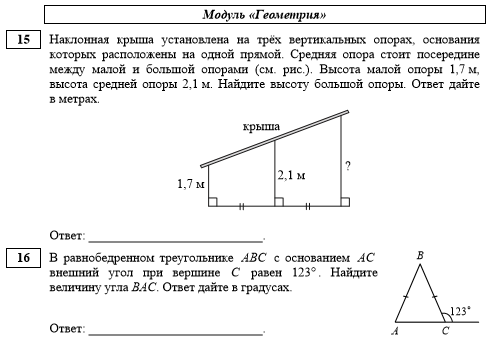 Модуль «Геометрия»
15
Наклонная крыша установлена на трёх вертикальных опорах, основания
которых расположены на одной прямой. Средняя опора стоит посередине
между малой и большой опорами (см. рис.). Высота малой опоры 1,7 м,
высота средней опоры 2,1 м. Найдите высоту большой опоры. Ответ дайте
в метрах.
крыша
1,7 м
2,1 м
?
Ответ: ___________________________.
16
В равнобедренном треугольнике ABC с основанием AC
внешний угол при вершине C равен 123°. Найдите
величину угла BAC. Ответ дайте в градусах.
B
123°
A
C
Ответ: ___________________________.